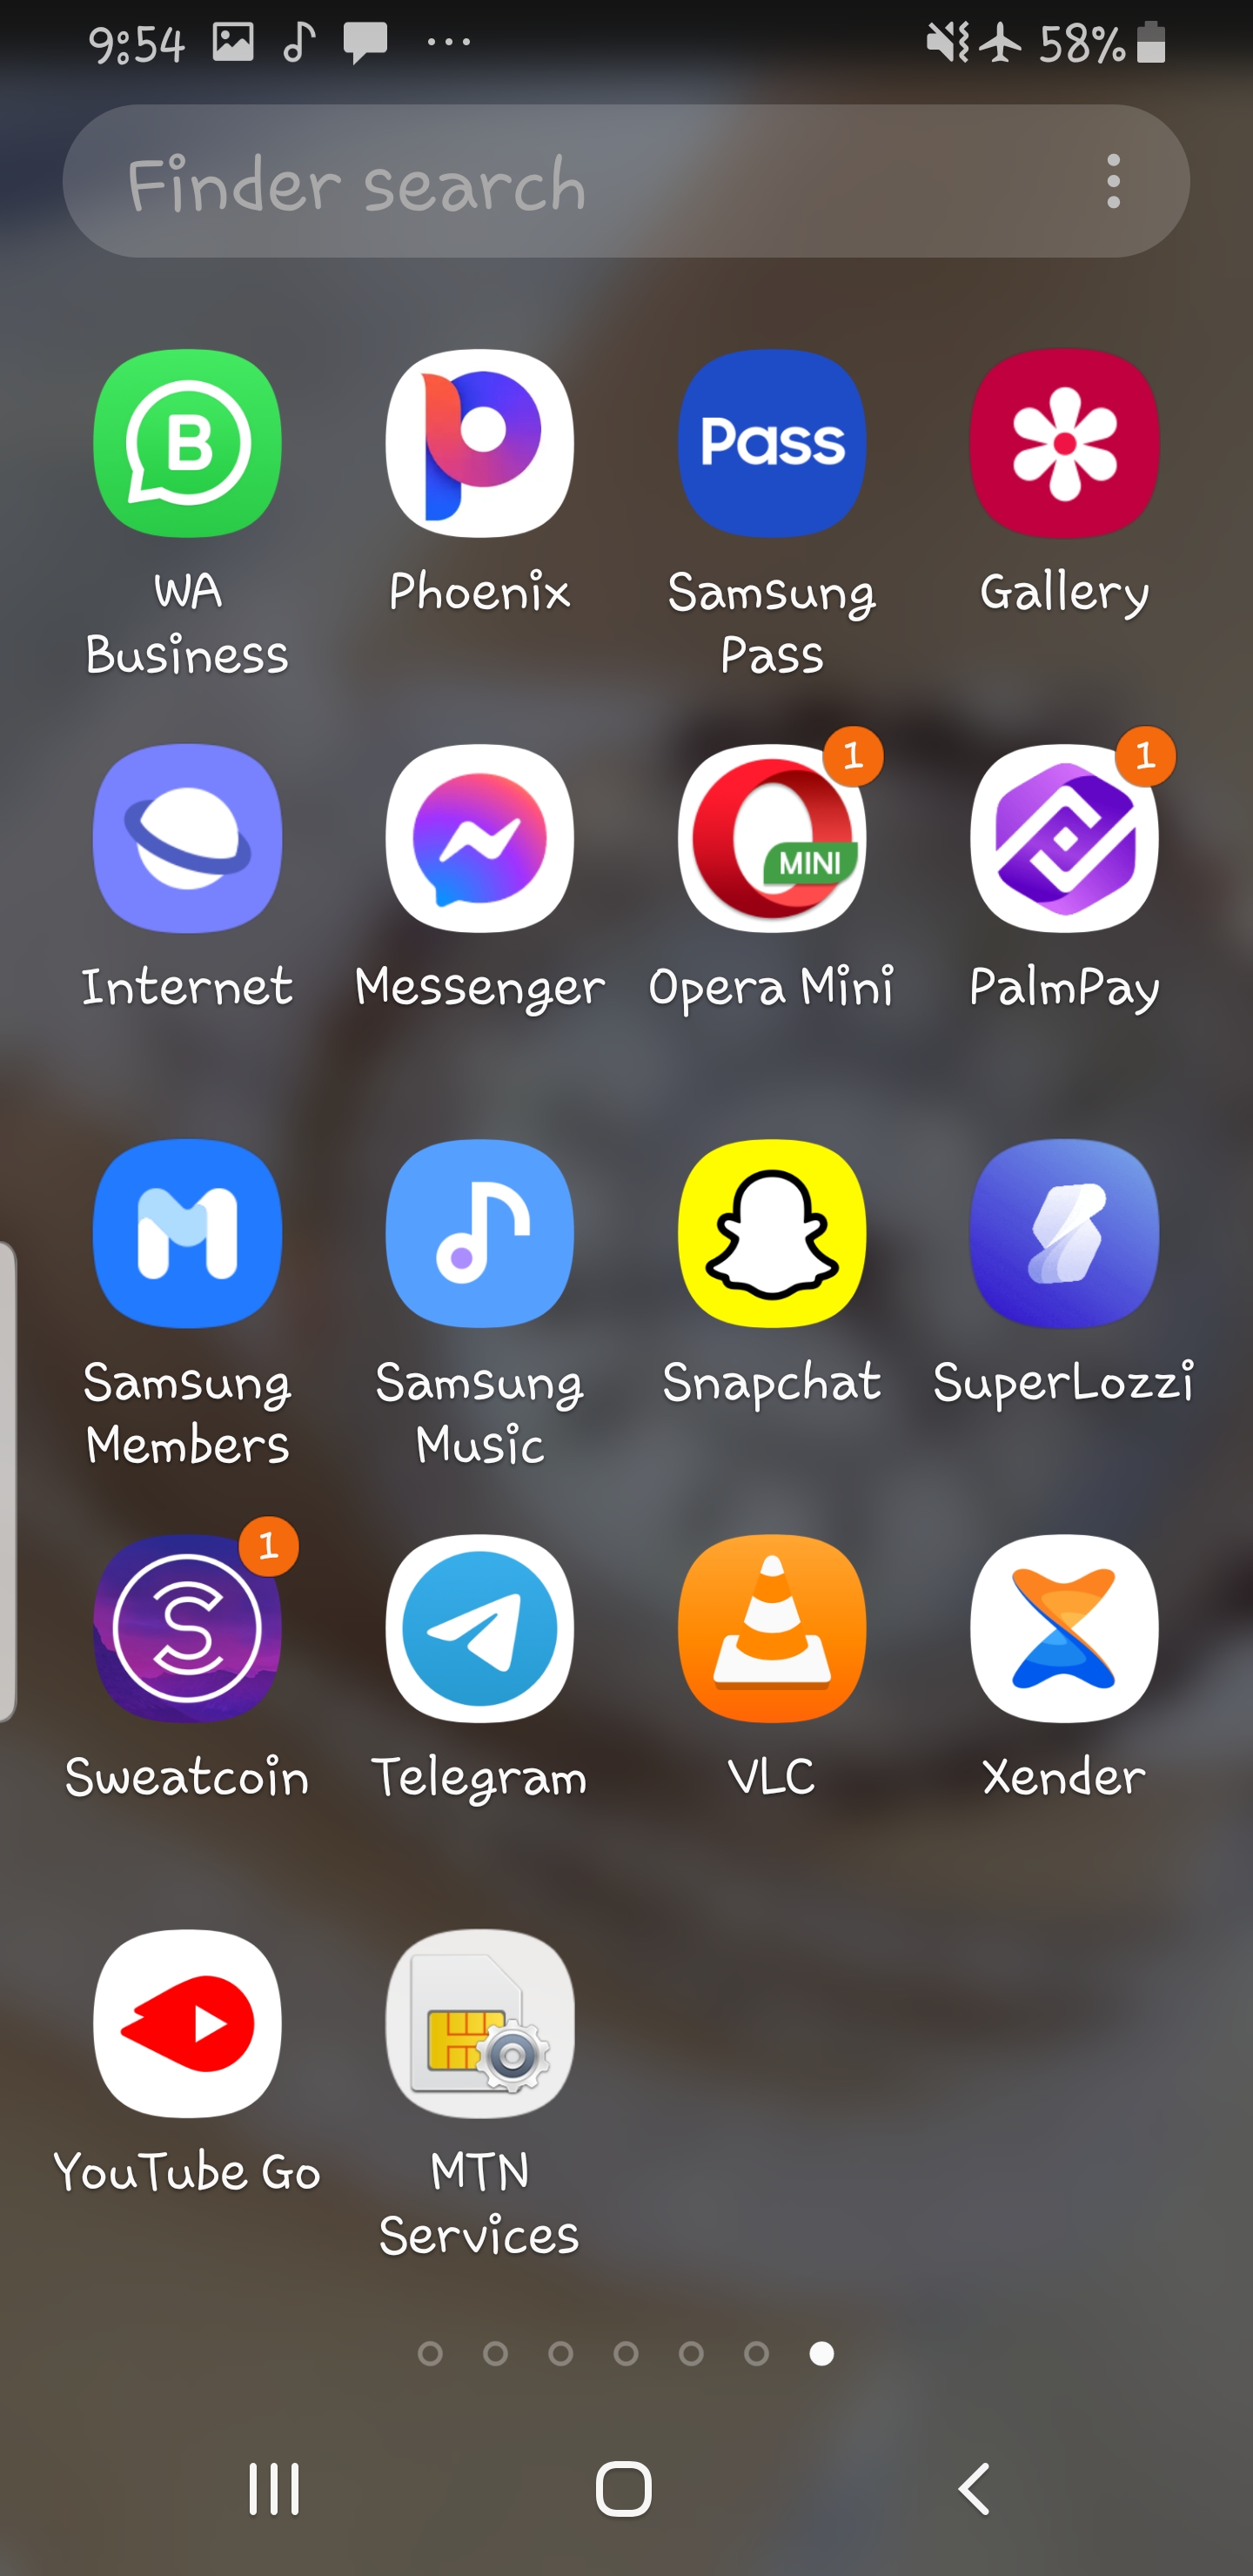 9:54 58%
Finder search
B
Pass
WA
Business
Phoenix
Samsung
Pass
Gallery
1
1
MINI
Internet
Messenger
Opera Mini
PalmPay
Samsung
Members
Samsung
Music
Snapchat
SuperLozzi
1
Sweatcoin
Telegram
VLC
Xender
YouTube Go
MTN
Services